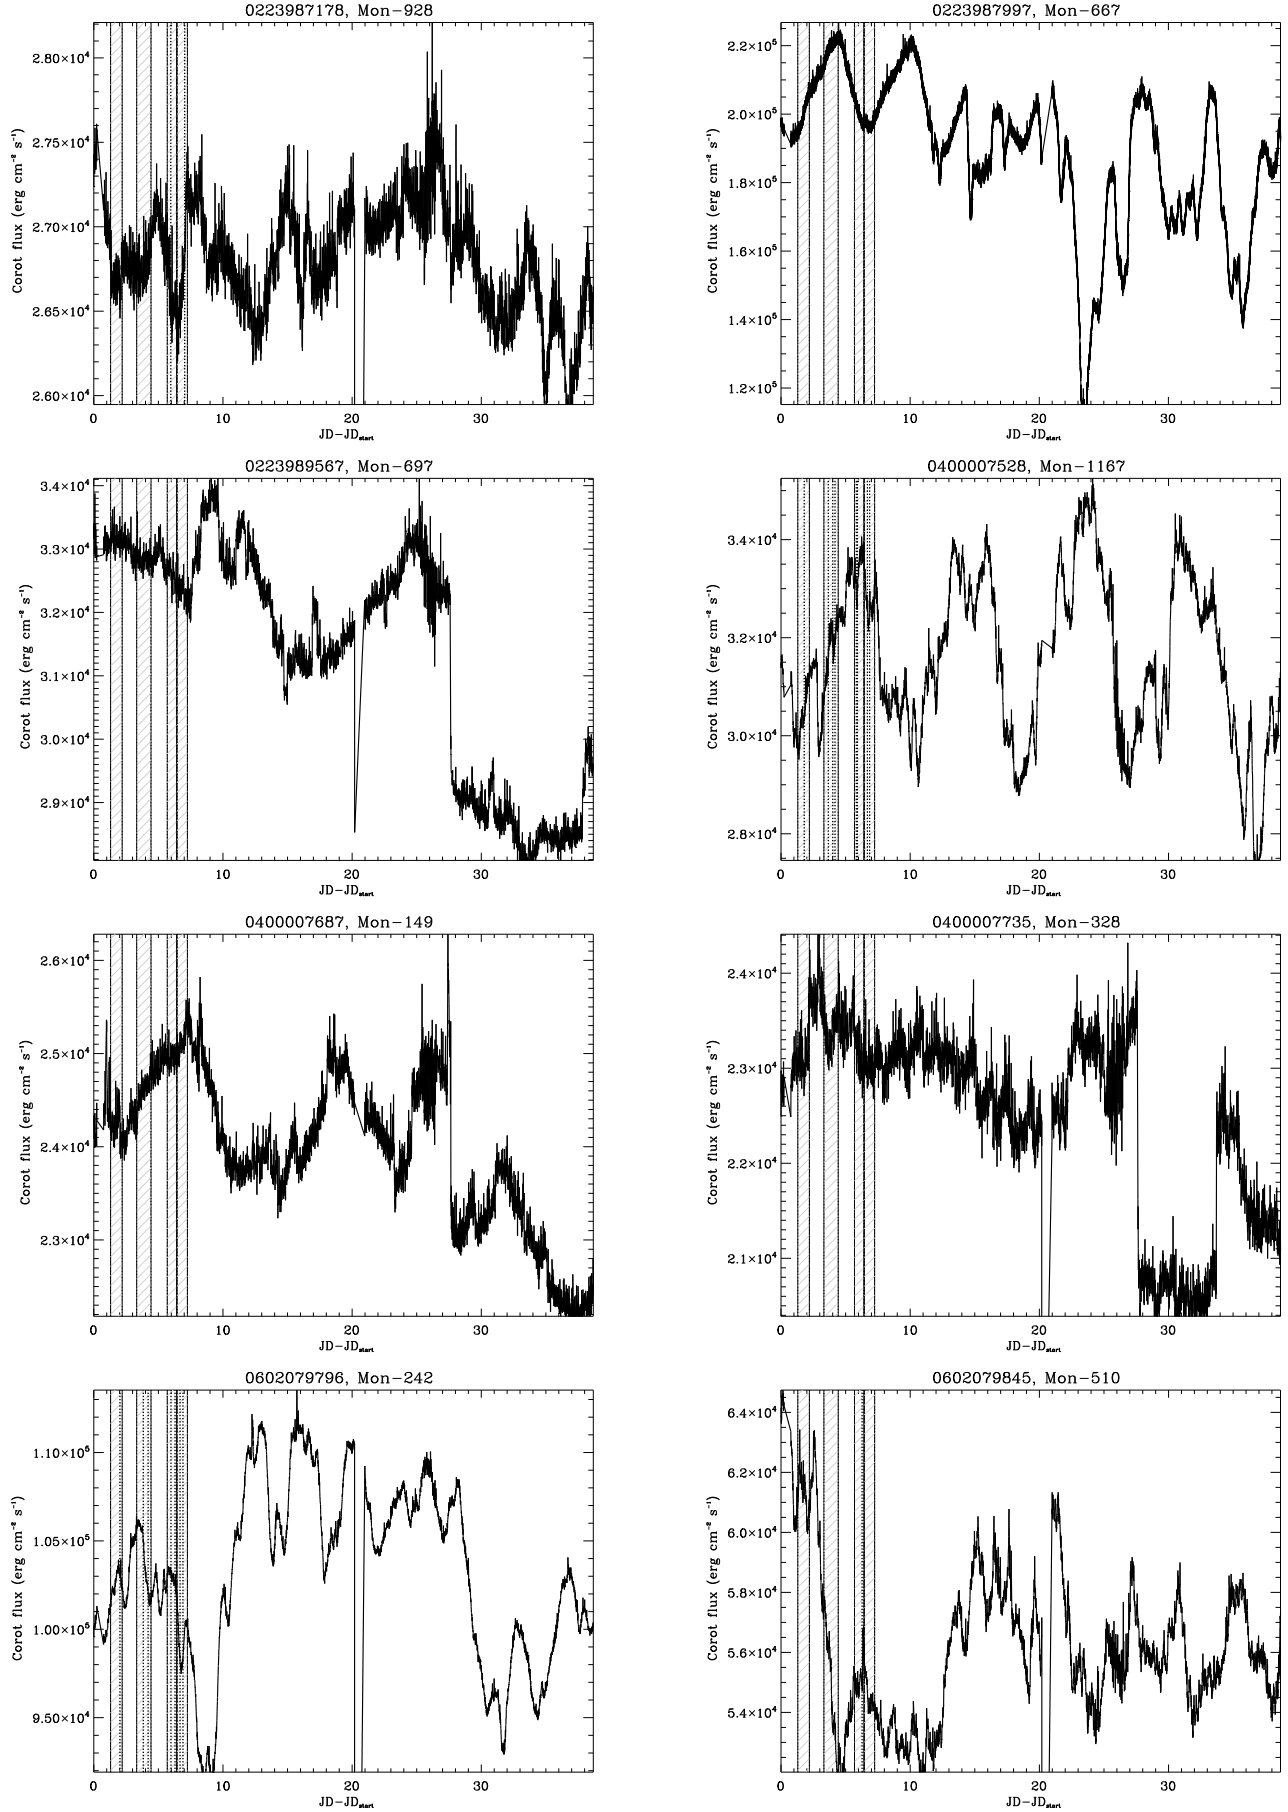 0223987178, Mon-928
0223987997, Mon-667
Corot flux (erg cm⁻² s⁻¹)
2.80×10⁴
2.75×10⁴
2.70×10⁴
2.65×10⁴
2.60×10⁴
0 10 20 30
JD-JDstart
Corot flux (erg cm⁻² s⁻¹)
2.2×10⁵
2.0×10⁵
1.8×10⁵
1.6×10⁵
1.4×10⁵
1.2×10⁵
0 10 20 30
JD-JDstart
0223989567, Mon-697
0400007528, Mon-1167
Corot flux (erg cm⁻² s⁻¹)
3.4×10⁴
3.3×10⁴
3.2×10⁴
3.1×10⁴
3.0×10⁴
2.9×10⁴
0 10 20 30
JD-JDstart
Corot flux (erg cm⁻² s⁻¹)
3.4×10⁴
3.2×10⁴
3.0×10⁴
2.8×10⁴
0 10 20 30
JD-JDstart
0400007687, Mon-149
0400007735, Mon-328
Corot flux (erg cm⁻² s⁻¹)
2.6×10⁴
2.5×10⁴
2.4×10⁴
2.3×10⁴
0 10 20 30
JD-JDstart
Corot flux (erg cm⁻² s⁻¹)
2.4×10⁴
2.3×10⁴
2.2×10⁴
2.1×10⁴
0 10 20 30
JD-JDstart
0602079796, Mon-242
0602079845, Mon-510
Corot flux (erg cm⁻² s⁻¹)
1.10×10⁵
1.05×10⁵
1.00×10⁵
9.50×10⁴
0 10 20 30
JD-JDstart
Corot flux (erg cm⁻² s⁻¹)
6.4×10⁴
6.2×10⁴
6.0×10⁴
5.8×10⁴
5.6×10⁴
5.4×10⁴
0 10 20 30
JD-JDstart